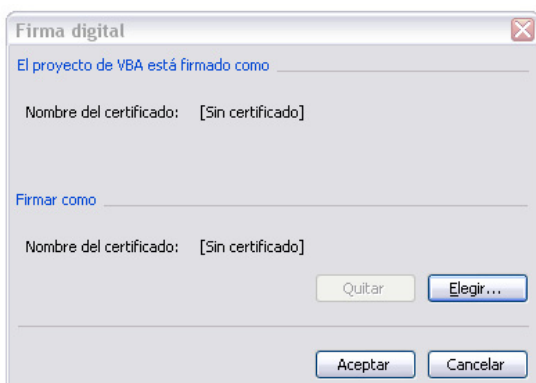 Firma digital
El proyecto de VBA está firmado como
Nombre del certificado: [Sin certificado]
Firmar como
Nombre del certificado: [Sin certificado]
Quitar Elegir...
Aceptar Cancelar